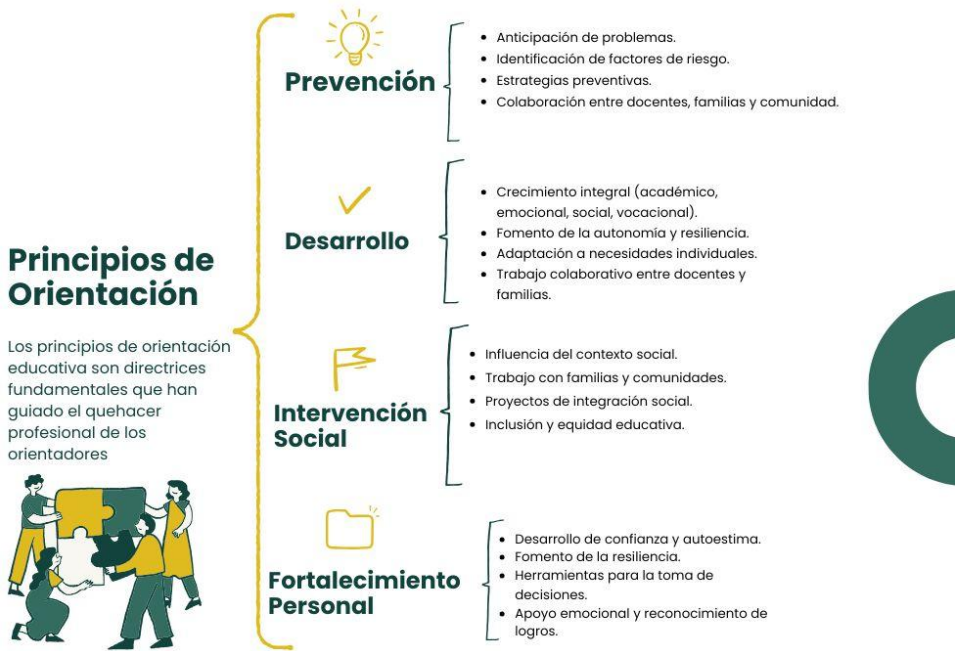 Principios de
Orientación
Los principios de orientación
educativa son directrices
fundamentales que han
guiado el quehacer
profesional de los
orientadores
Prevención
• Anticipación de problemas.
• Identificación de factores de riesgo.
• Estrategias preventivas.
• Colaboración entre docentes, familias y comunidad.
Desarrollo
• Crecimiento integral (académico,
emocional, social, vocacional).
• Fomento de la autonomía y resiliencia.
• Adaptación a necesidades individuales.
• Trabajo colaborativo entre docentes y
familias.
Intervención
Social
• Influencia del contexto social.
• Trabajo con familias y comunidades.
• Proyectos de integración social.
• Inclusión y equidad educativa.
Fortalecimiento
Personal
• Desarrollo de confianza y autoestima.
• Fomento de la resiliencia.
• Herramientas para la toma de
decisiones.
• Apoyo emocional y reconocimiento de
logros.